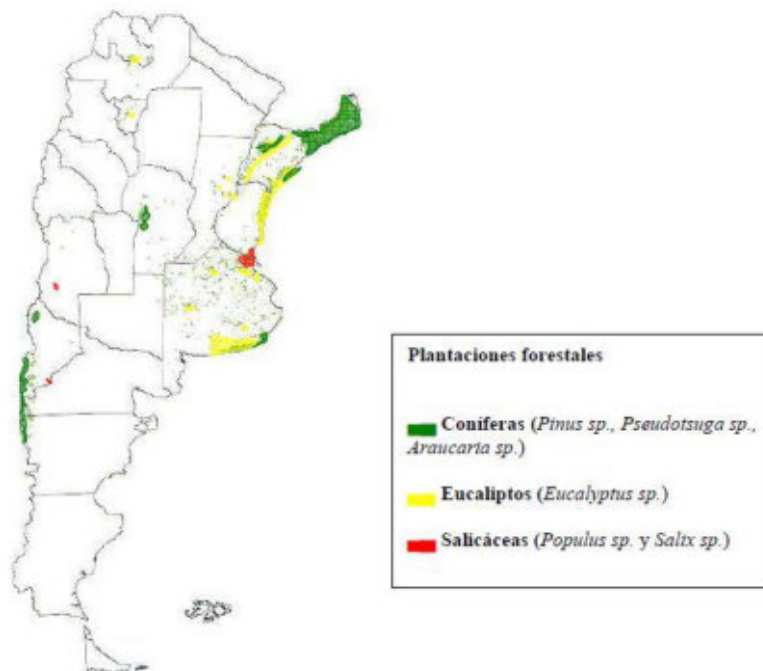 Plantaciones forestales
Coníferas (Pinus sp., Pseudotsuga sp.,
Araucaria sp.)
Eucaliptos (Eucalyptus sp.)
Salicáceas (Populus sp. y Salix sp.)